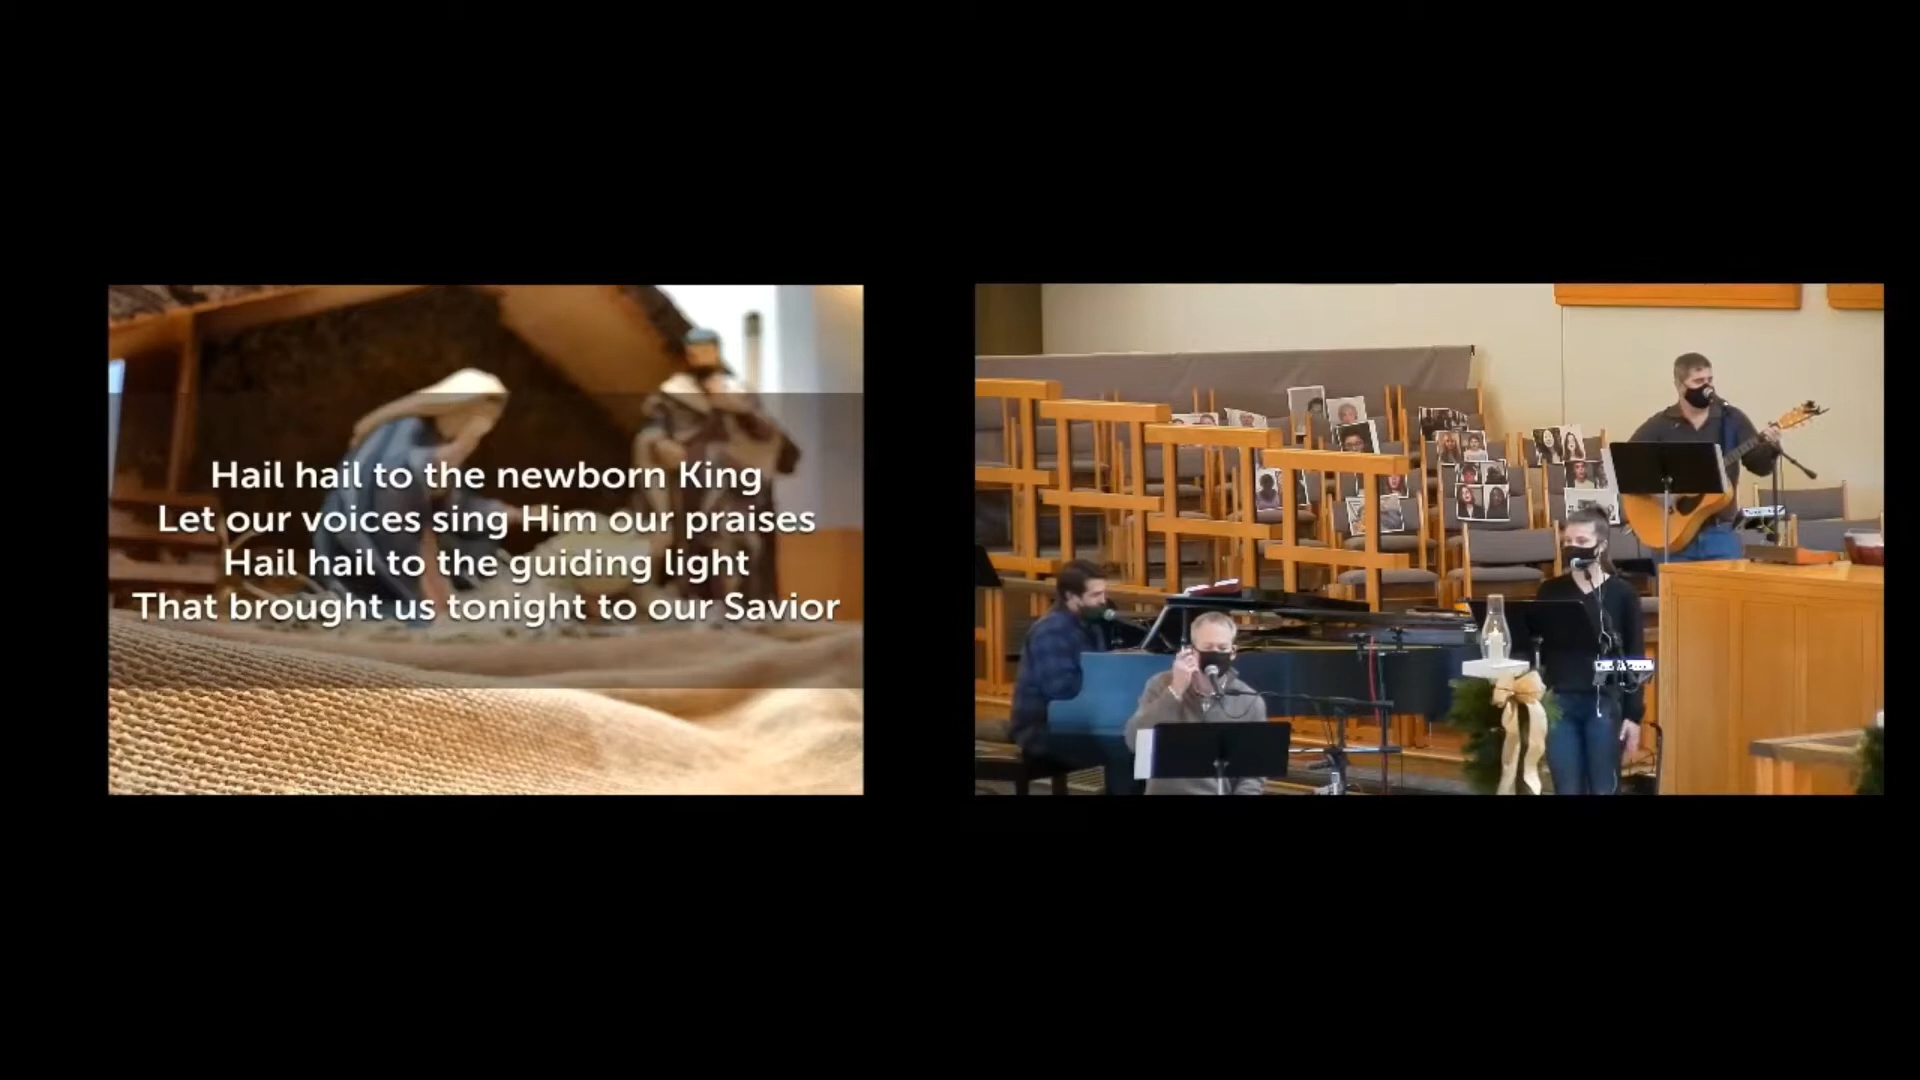 Hail hail to the newborn King
Let our voices sing Him our praises
Hail hail to the guiding light
That brought us tonight to our Savior